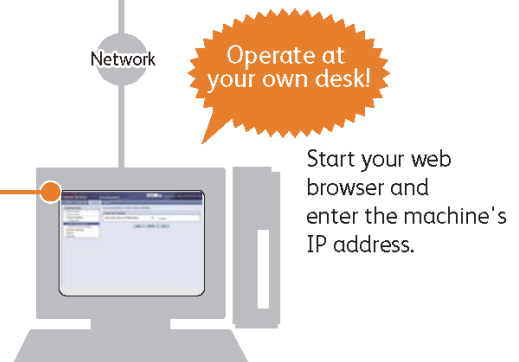 Network
Operate at
your own desk!
Start your web
browser and
enter the machine's
IP address.